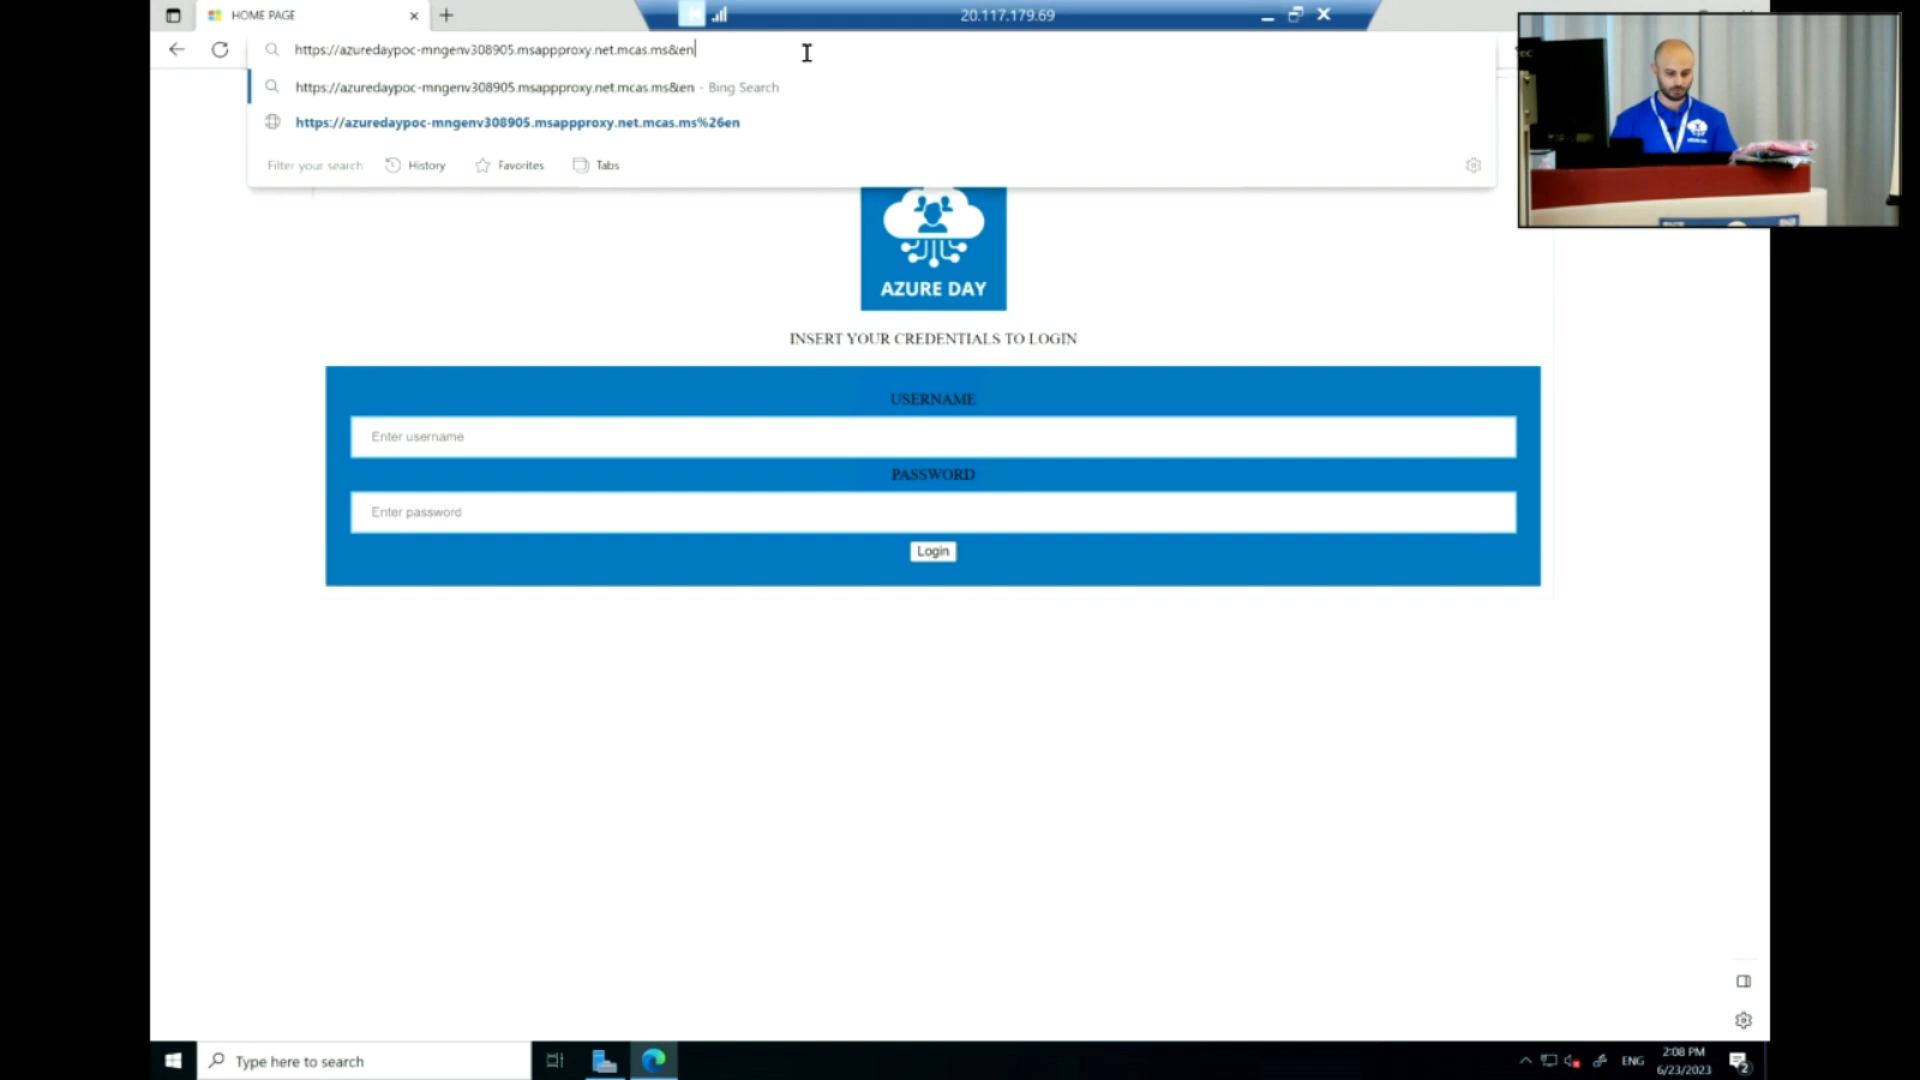 HOME PAGE
20.117.179.69
https://azuredaypoc-mngenv308905.msappproxy.net.mcas.ms&en
https://azuredaypoc-mngenv308905.msappproxy.net.mcas.ms&en - Bing Search
https://azuredaypoc-mngenv308905.msappproxy.net.mcas.ms%26en
Filter your search History Favorites Tabs
AZURE DAY
INSERT YOUR CREDENTIALS TO LOGIN
USERNAME
Enter username
PASSWORD
Enter password
Login
Type here to search
ENG
2:08 PM
6/23/2023
2